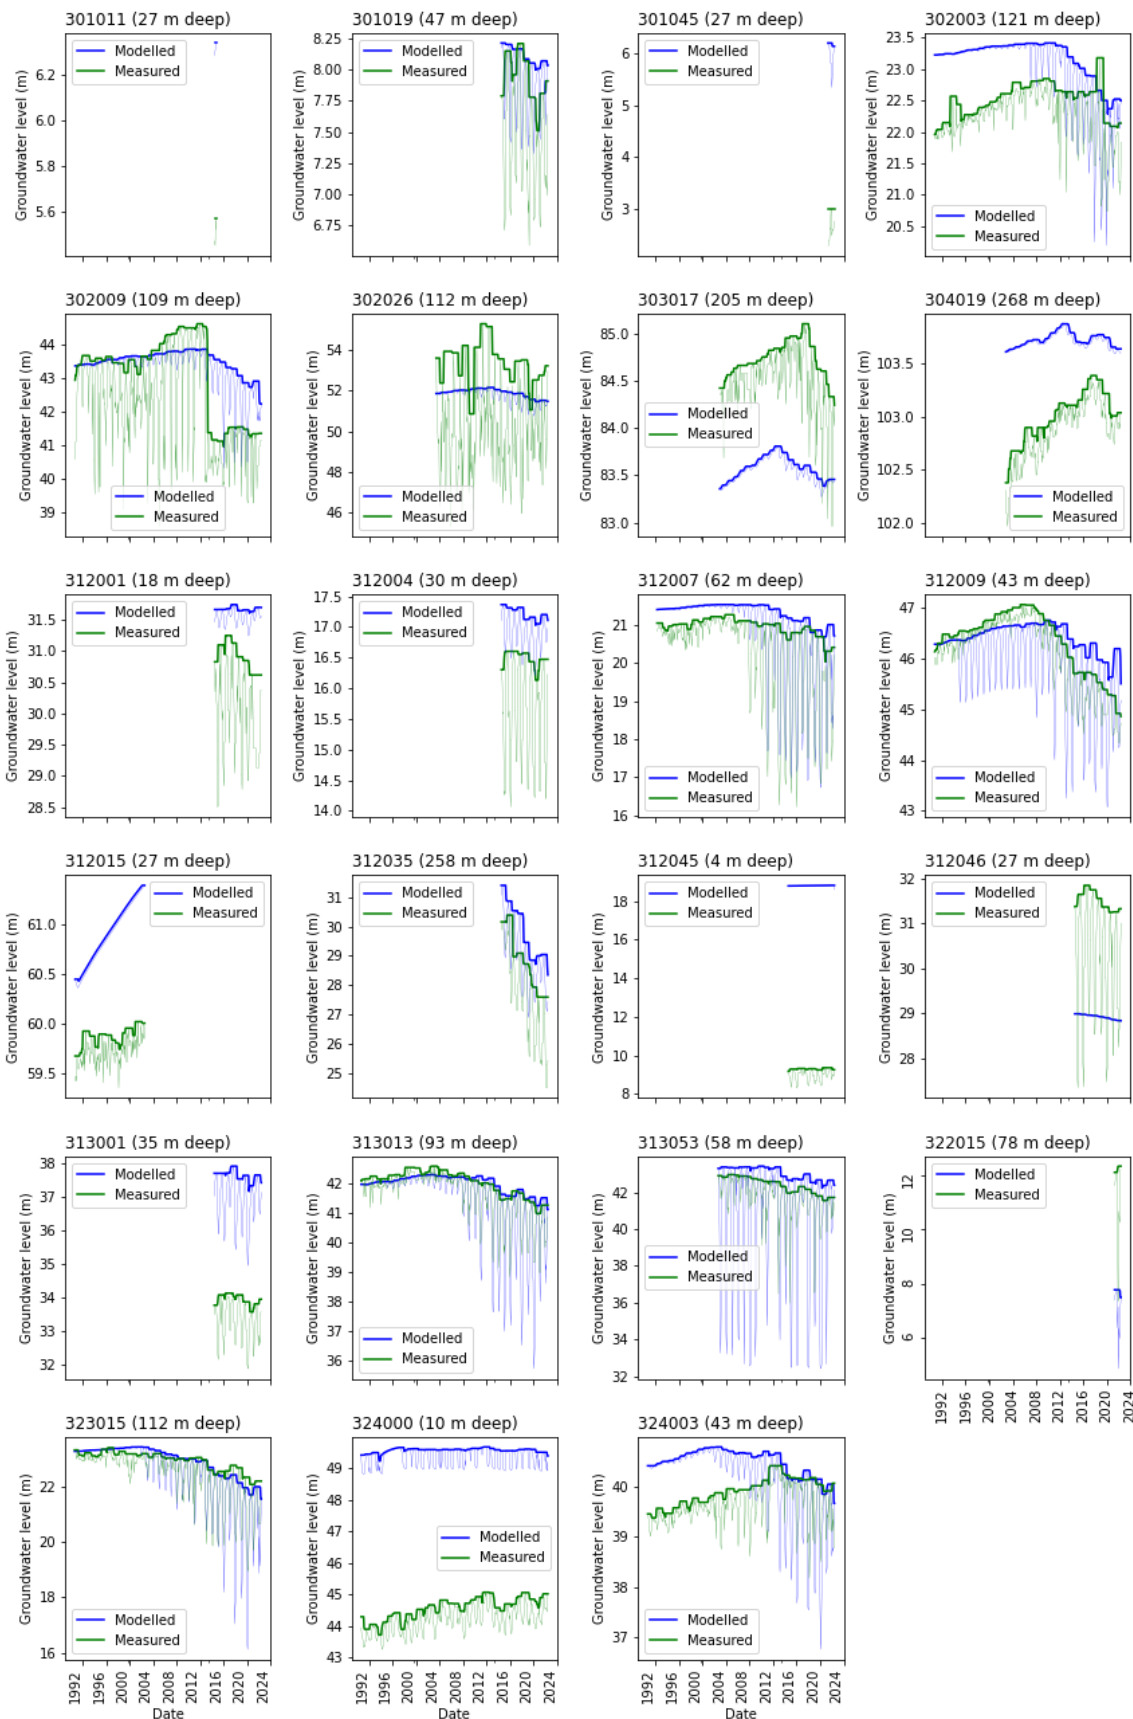 301011 (27 m deep)
Groundwater level (m)
6.2
6.0
5.8
5.6
Modelled
Measured
301019 (47 m deep)
Groundwater level (m)
8.25
8.00
7.75
7.50
7.25
7.00
6.75
Modelled
Measured
301045 (27 m deep)
Groundwater level (m)
6
5
4
3
Modelled
Measured
302003 (121 m deep)
Groundwater level (m)
23.5
23.0
22.5
22.0
21.5
21.0
20.5
Modelled
Measured
302009 (109 m deep)
Groundwater level (m)
44
43
42
41
40
39
Modelled
Measured
302026 (112 m deep)
Groundwater level (m)
54
52
50
48
46
Modelled
Measured
303017 (205 m deep)
Groundwater level (m)
85.0
84.5
84.0
83.5
83.0
Modelled
Measured
304019 (268 m deep)
Groundwater level (m)
103.5
103.0
102.5
102.0
Modelled
Measured
312001 (18 m deep)
Groundwater level (m)
31.5
31.0
30.5
30.0
29.5
29.0
28.5
Modelled
Measured
312004 (30 m deep)
Groundwater level (m)
17.5
17.0
16.5
16.0
15.5
15.0
14.5
14.0
Modelled
Measured
312007 (62 m deep)
Groundwater level (m)
21
20
19
18
17
16
Modelled
Measured
312009 (43 m deep)
Groundwater level (m)
47
46
45
44
43
Modelled
Measured
312015 (27 m deep)
Groundwater level (m)
61.0
60.5
60.0
59.5
Modelled
Measured
312035 (258 m deep)
Groundwater level (m)
31
30
29
28
27
26
25
Modelled
Measured
312045 (4 m deep)
Groundwater level (m)
18
16
14
12
10
8
Modelled
Measured
312046 (27 m deep)
Groundwater level (m)
32
31
30
29
28
Modelled
Measured
313001 (35 m deep)
Groundwater level (m)
38
37
36
35
34
33
32
Modelled
Measured
313013 (93 m deep)
Groundwater level (m)
42
41
40
39
38
37
36
Modelled
Measured
313053 (58 m deep)
Groundwater level (m)
42
40
38
36
34
32
Modelled
Measured
322015 (78 m deep)
Groundwater level (m)
12
10
8
6
Modelled
Measured
1992
1996
2000
2004
2008
2012
2016
2020
2024
323015 (112 m deep)
Groundwater level (m)
22
20
18
16
Modelled
Measured
1992
1996
2000
2004
2008
2012
2016
2020
2024
Date
324000 (10 m deep)
Groundwater level (m)
49
48
47
46
45
44
43
Modelled
Measured
1992
1996
2000
2004
2008
2012
2016
2020
2024
Date
324003 (43 m deep)
Groundwater level (m)
40
39
38
37
Modelled
Measured
1992
1996
2000
2004
2008
2012
2016
2020
2024
Date